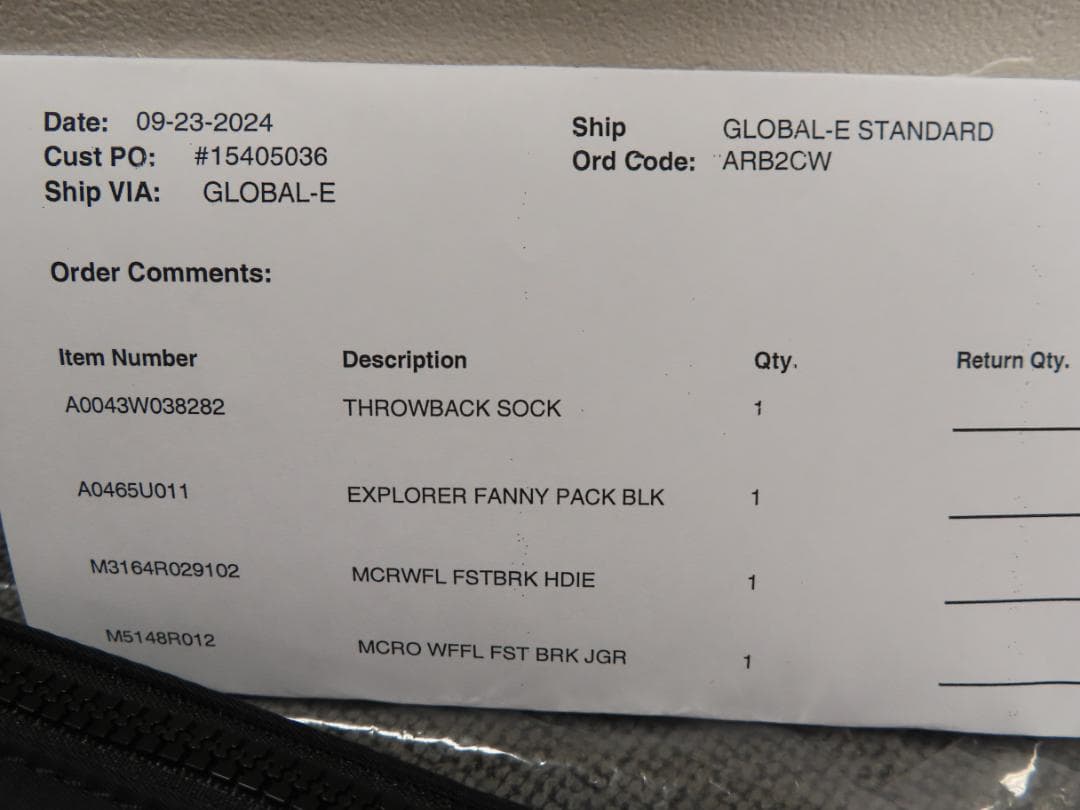 Date: 09-23-2024 Ship GLOBAL-E STANDARD
Cust PO: #15405036 Ord Code: ARB2CW
Ship VIA: GLOBAL-E
Order Comments:
Item Number Description Qty. Return Qty.
A0043W038282 THROWBACK SOCK 1
A0465U011 EXPLORER FANNY PACK BLK 1
M3164R029102 MCRWFL FSTBRK HDIE 1
M5148R012 MCRO WFFL FST BRK JGR 1